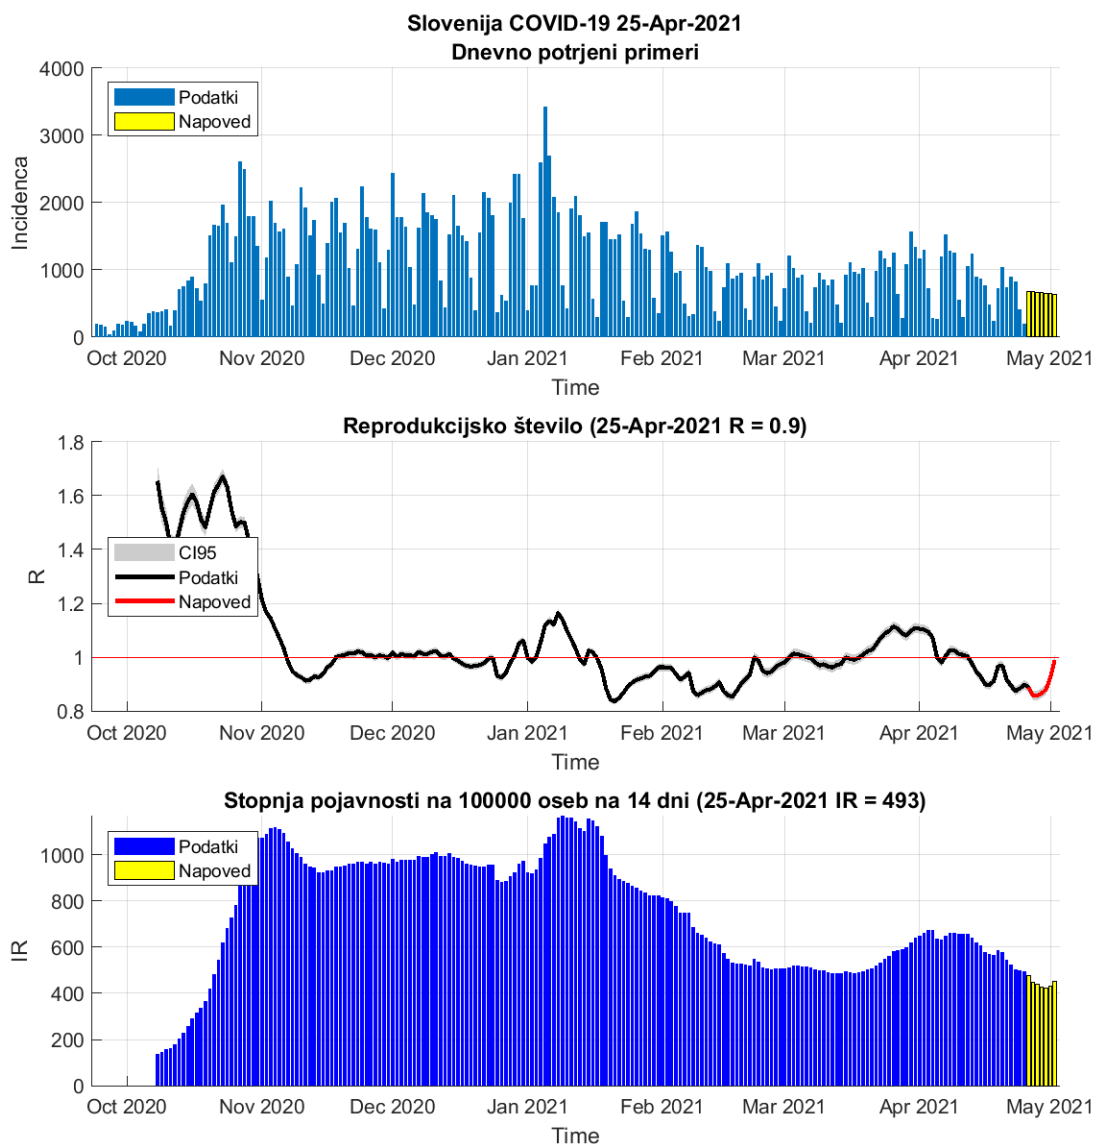 Slovenija COVID-19 25-Apr-2021
Dnevno potrjeni primeri
4000
3000
2000
1000
0
Incidenca
Podatki
Napoved
Oct 2020 Nov 2020 Dec 2020 Jan 2021 Feb 2021 Mar 2021 Apr 2021 May 2021
Time
Reprodukcijsko število (25-Apr-2021 R = 0.9)
1.8
1.6
1.4
1.2
1
0.8
R
CI95
Podatki
Napoved
Oct 2020 Nov 2020 Dec 2020 Jan 2021 Feb 2021 Mar 2021 Apr 2021 May 2021
Time
Stopnja pojavnosti na 100000 oseb na 14 dni (25-Apr-2021 IR = 493)
1000
800
600
400
200
0
IR
Podatki
Napoved
Oct 2020 Nov 2020 Dec 2020 Jan 2021 Feb 2021 Mar 2021 Apr 2021 May 2021
Time